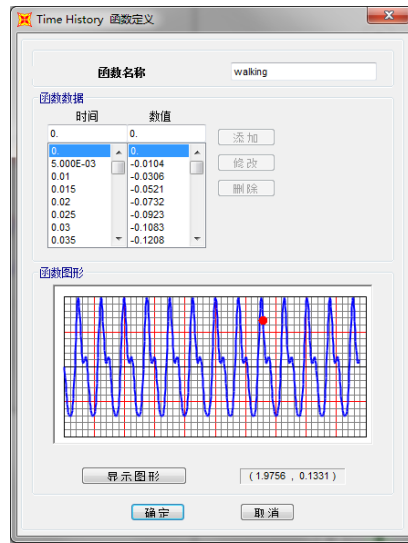 Time History 函数定义
函数名称 walking
函数数据
时间 数值
0. 0. 添加
0. 0.
5.000E-03 -0.0104 修改
0.01 -0.0306
0.015 -0.0521 删除
0.02 -0.0732
0.025 -0.0923
0.03 -0.1083
0.035 -0.1208
函数图形
显示图形 (1.9756 , 0.1331)
确定 取消